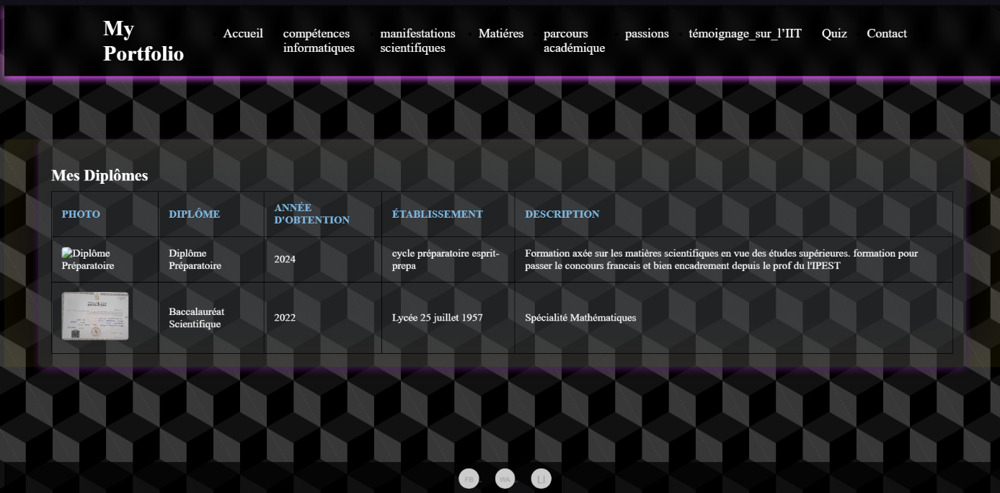 My
Portfolio
Accueil
compétences
informatiques
manifestations
scientifiques
Matiéres
parcours
académique
passions
témoignage_sur_l’IIT
Quiz
Contact
Mes Diplômes
PHOTO
DIPLÔME
ANNÉE
D'OBTENTION
ÉTABLISSEMENT
DESCRIPTION
Diplôme
Préparatoire
Diplôme
Préparatoire
2024
cycle préparatoire esprit-
prepa
Formation axée sur les matières scientifiques en vue des études supérieures. formation pour
passer le concours francais et bien encadrement depuis le prof du l'IPEST
Baccalauréat
Scientifique
2022
Lycée 25 juillet 1957
Spécialité Mathématiques
FB
WA
LI